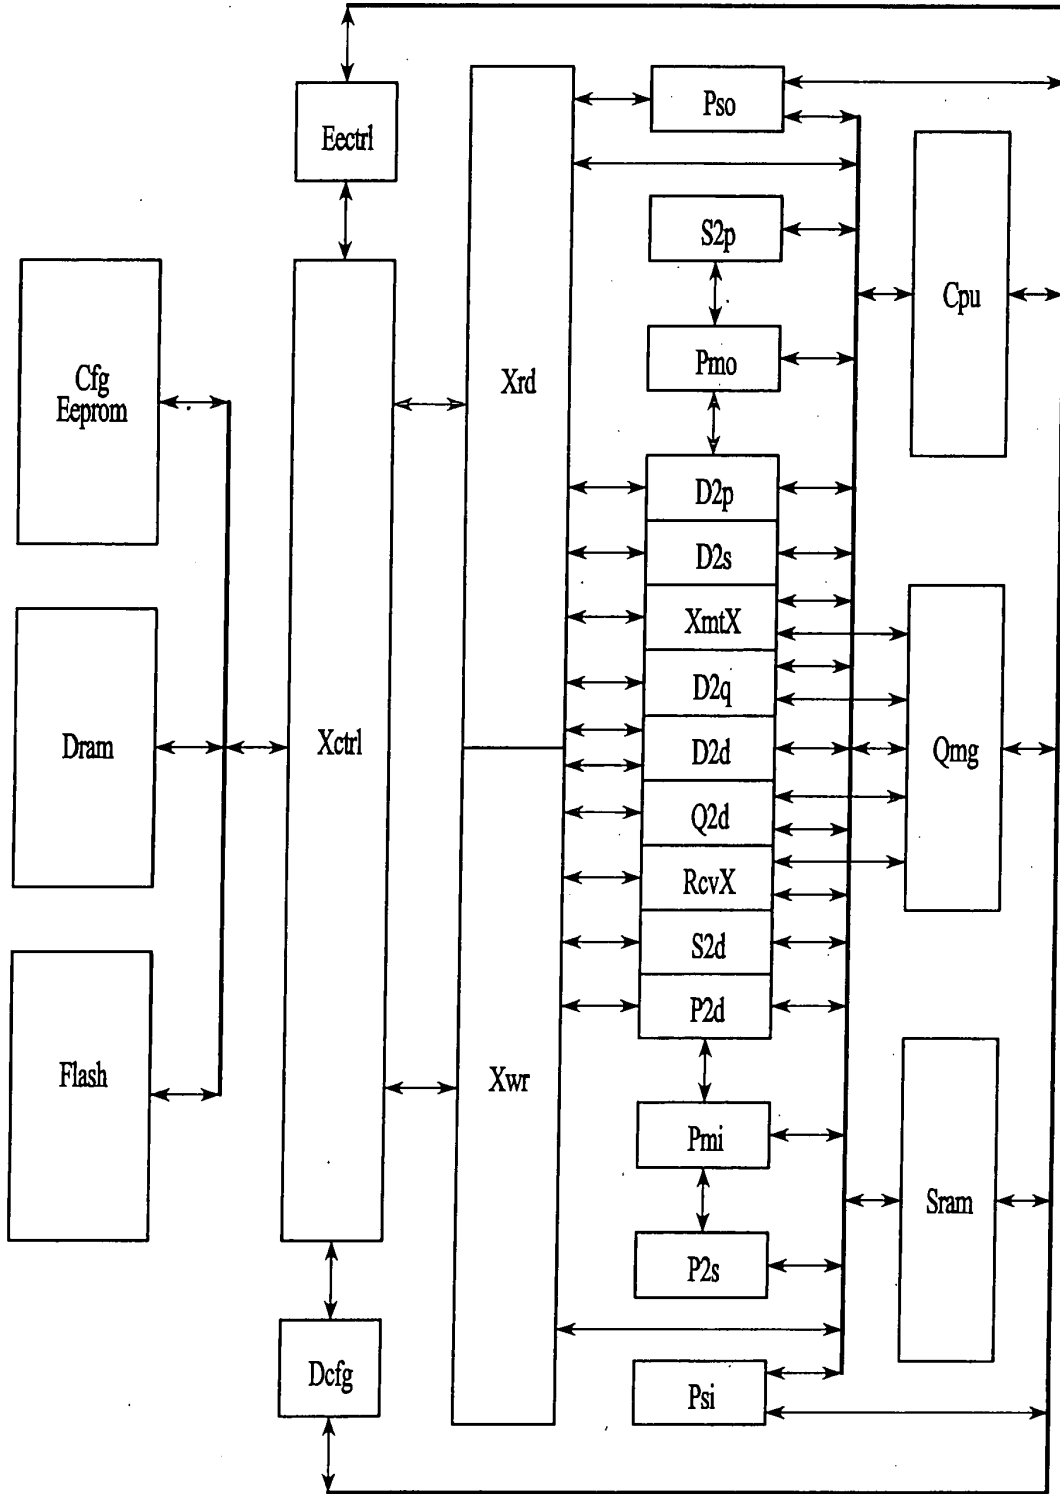 Eectrl
Pso
S2p
Cpu
Cfg
Eeprom
Xrd
Pmo
D2p
D2s
XmtX
D2q
Dram
Xctrl
D2d
Qmg
Q2d
RcvX
S2d
P2d
Flash
Xwr
Pmi
Sram
P2s
Dcfg
Psi